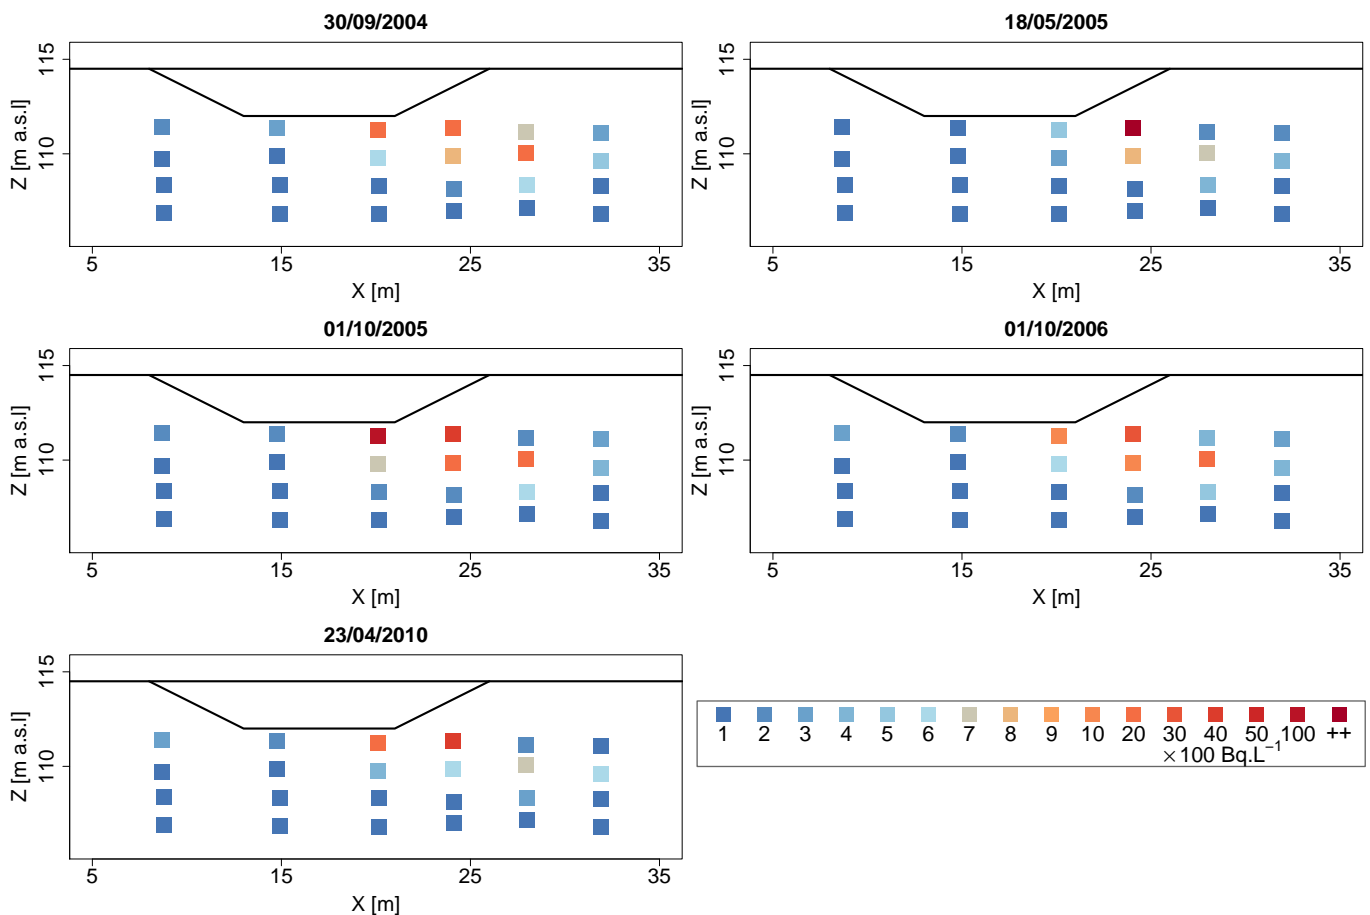 30/09/2004
Z [m a.s.l]
115
110
5 15 25 35
X [m]
18/05/2005
Z [m a.s.l]
115
110
5 15 25 35
X [m]
01/10/2005
Z [m a.s.l]
115
110
5 15 25 35
X [m]
01/10/2006
Z [m a.s.l]
115
110
5 15 25 35
X [m]
23/04/2010
Z [m a.s.l]
115
110
5 15 25 35
X [m]
1 2 3 4 5 6 7 8 9 10 20 30 40 50 100 ++
×100 Bq.L⁻¹